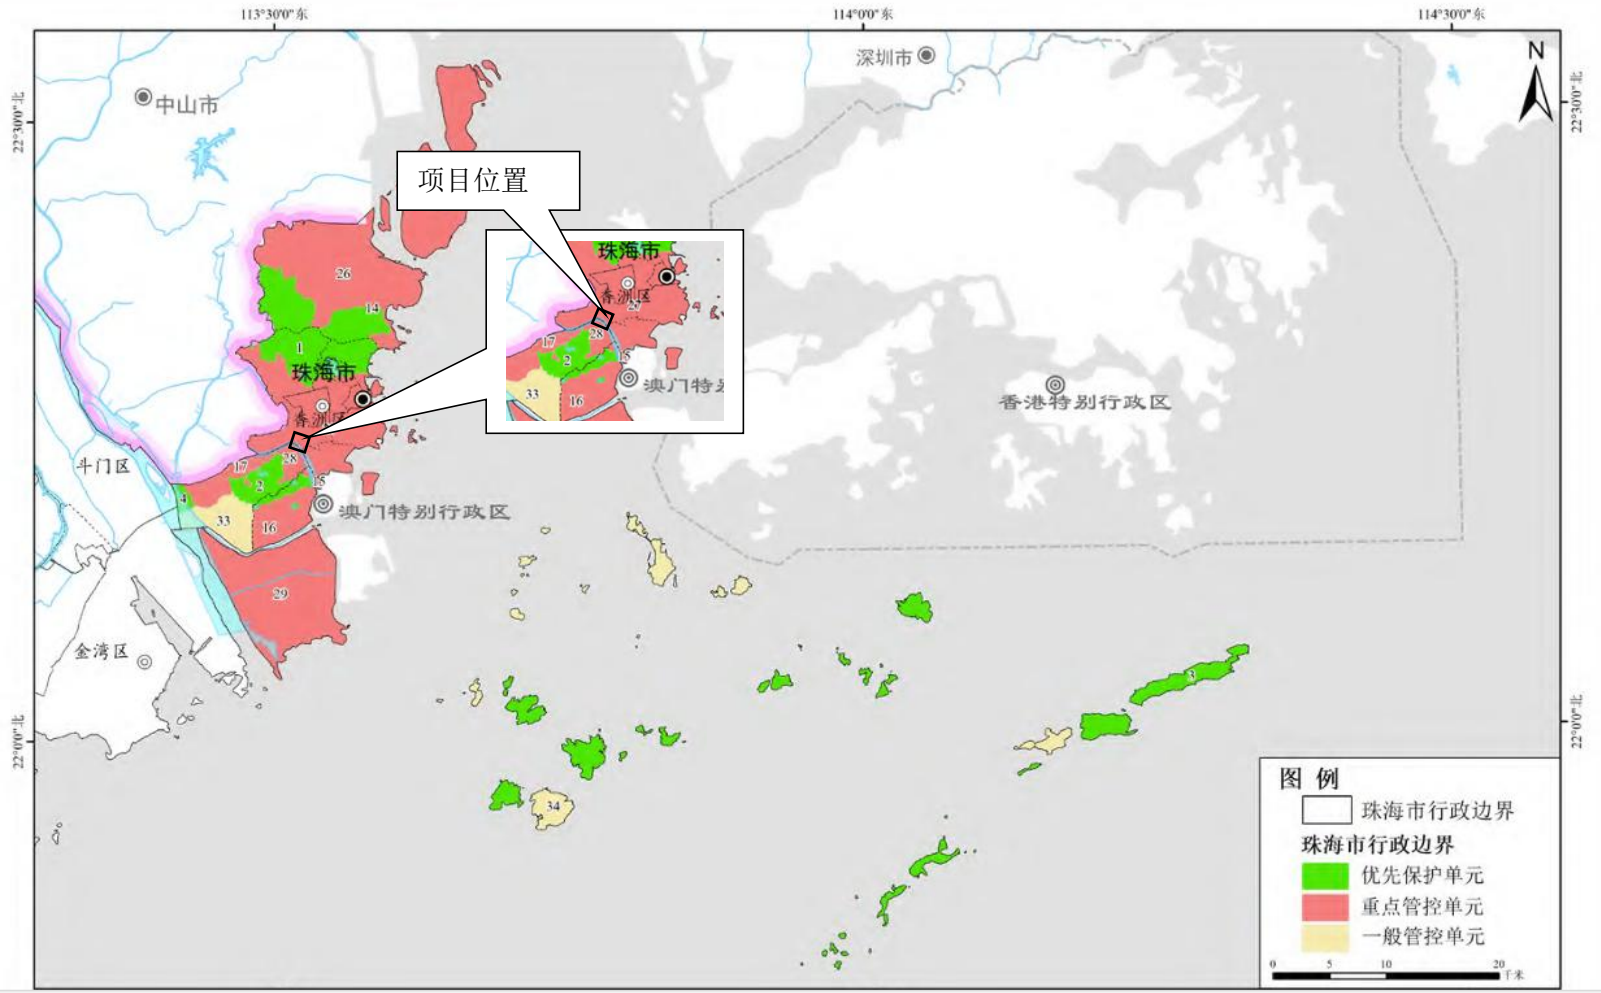 113°30'0"东
114°0'0"东
114°30'0"东
N
22°30'0"北
22°30'0"北
深圳市
中山市
项目位置
26
14
1
珠海市
香洲区
珠海市
香洲区
27
28
17
2
15
澳门特别
33
16
香港特别行政区
斗门区
17
28
2
15
4
33
16
澳门特别行政区
29
金湾区
3
34
22°0'0"北
22°0'0"北
图 例
珠海市行政边界
珠海市行政边界
优先保护单元
重点管控单元
一般管控单元
0 5 10 20
千米